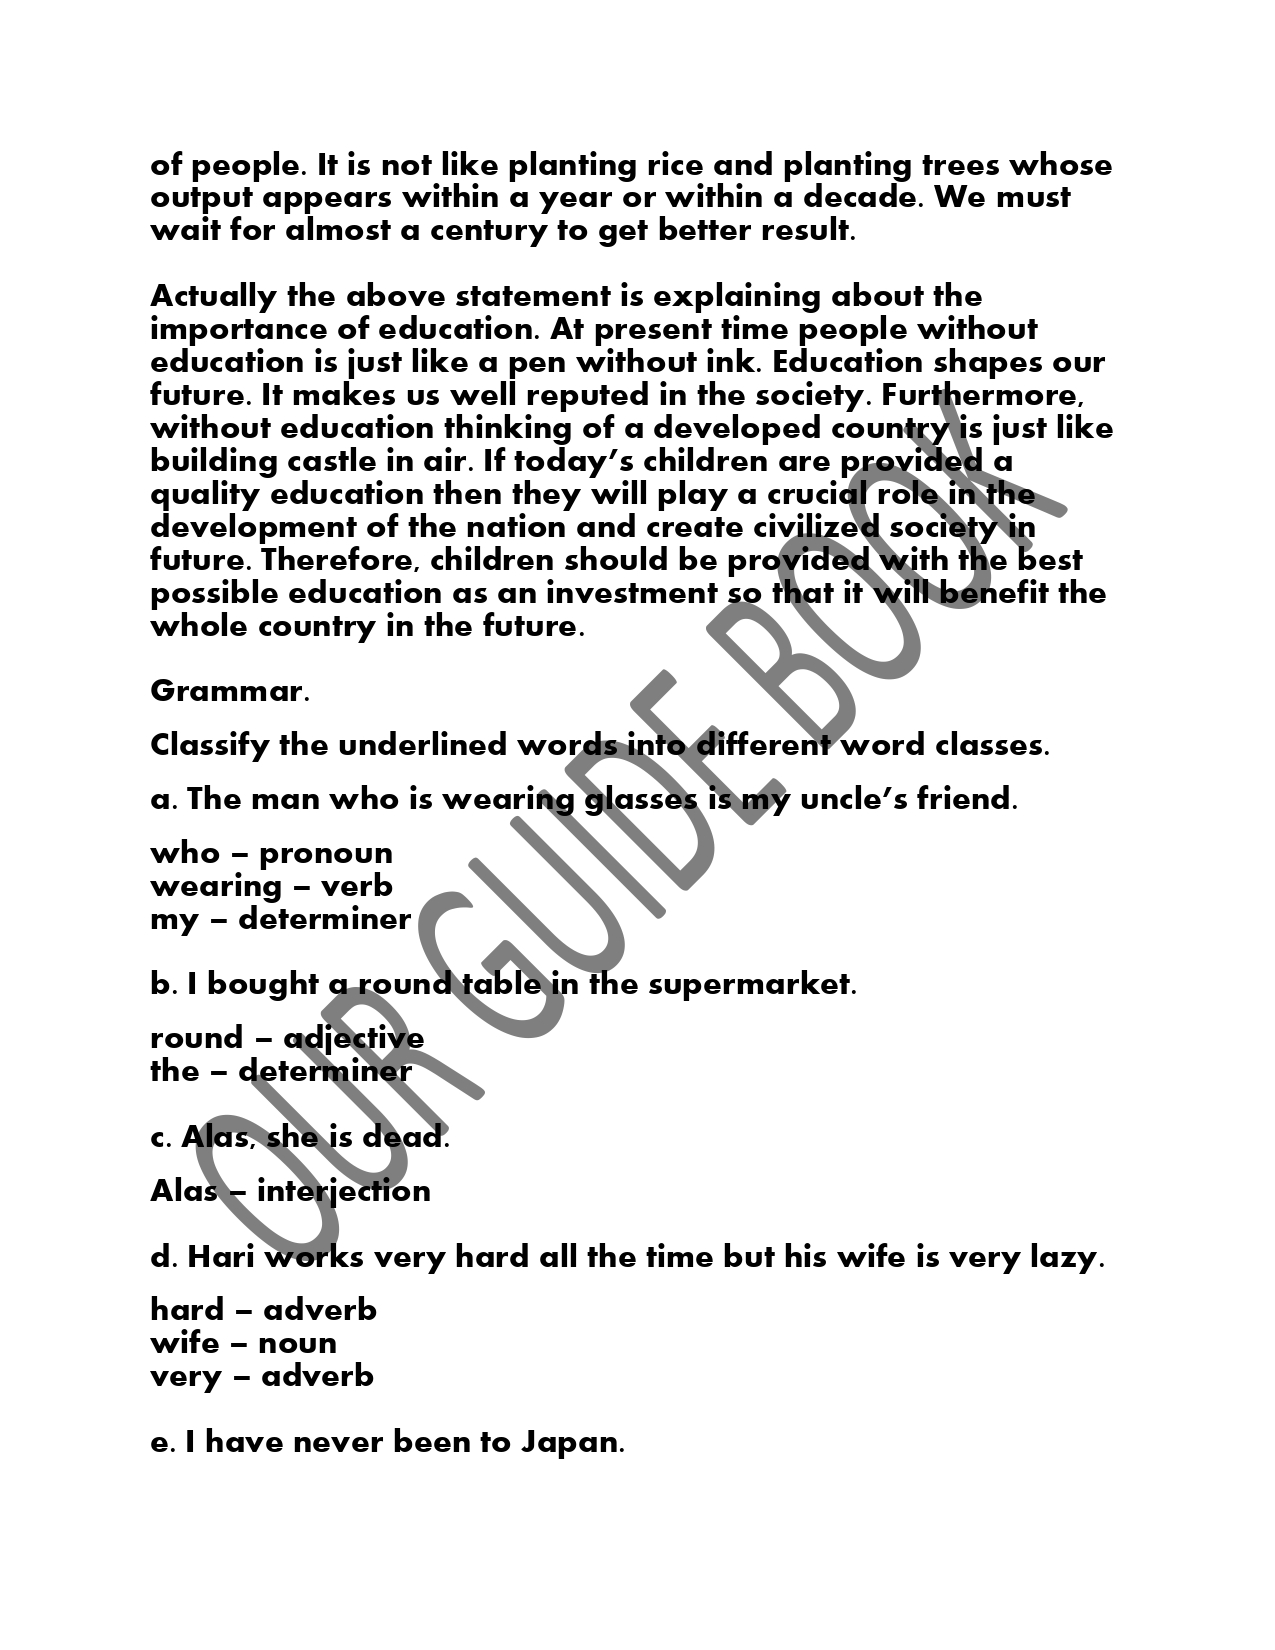 of people. It is not like planting rice and planting trees whose
output appears within a year or within a decade. We must
wait for almost a century to get better result.
Actually the above statement is explaining about the
importance of education. At present time people without
education is just like a pen without ink. Education shapes our
future. It makes us well reputed in the society. Furthermore,
without education thinking of a developed country is just like
building castle in air. If today’s children are provided a
quality education then they will play a crucial role in the
development of the nation and create civilized society in
future. Therefore, children should be provided with the best
possible education as an investment so that it will benefit the
whole country in the future.
Grammar.
Classify the underlined words into different word classes.
a. The man who is wearing glasses is my uncle’s friend.
who – pronoun
wearing – verb
my – determiner
b. I bought a round table in the supermarket.
round – adjective
the – determiner
c. Alas, she is dead.
Alas – interjection
d. Hari works very hard all the time but his wife is very lazy.
hard – adverb
wife – noun
very – adverb
e. I have never been to Japan.
OUR GUIDE BOOK